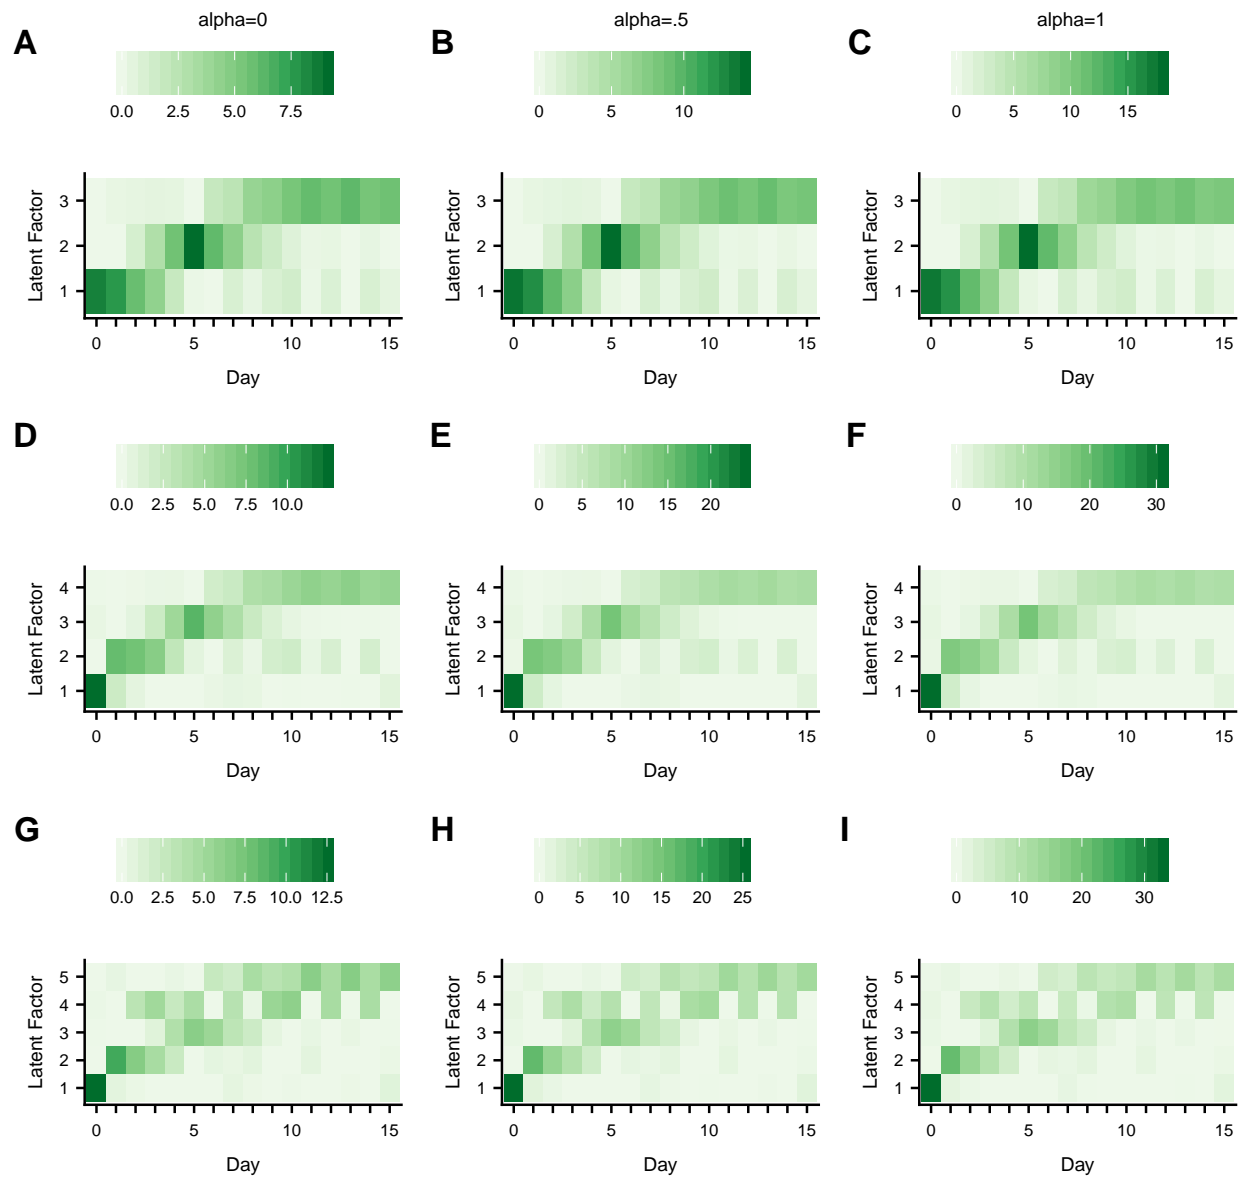 alpha=0 alpha=.5 alpha=1
A B C
0.0 2.5 5.0 7.5 0 5 10 0 5 10 15
Latent Factor Latent Factor Latent Factor
3 3 3
2 2 2
1 1 1
0 5 10 15 0 5 10 15 0 5 10 15
Day Day Day
D E F
0.0 2.5 5.0 7.5 10.0 0 5 10 15 20 0 10 20 30
Latent Factor Latent Factor Latent Factor
4 4 4
3 3 3
2 2 2
1 1 1
0 5 10 15 0 5 10 15 0 5 10 15
Day Day Day
G H I
0.0 2.5 5.0 7.5 10.0 12.5 0 5 10 15 20 25 0 10 20 30
Latent Factor Latent Factor Latent Factor
5 5 5
4 4 4
3 3 3
2 2 2
1 1 1
0 5 10 15 0 5 10 15 0 5 10 15
Day Day Day